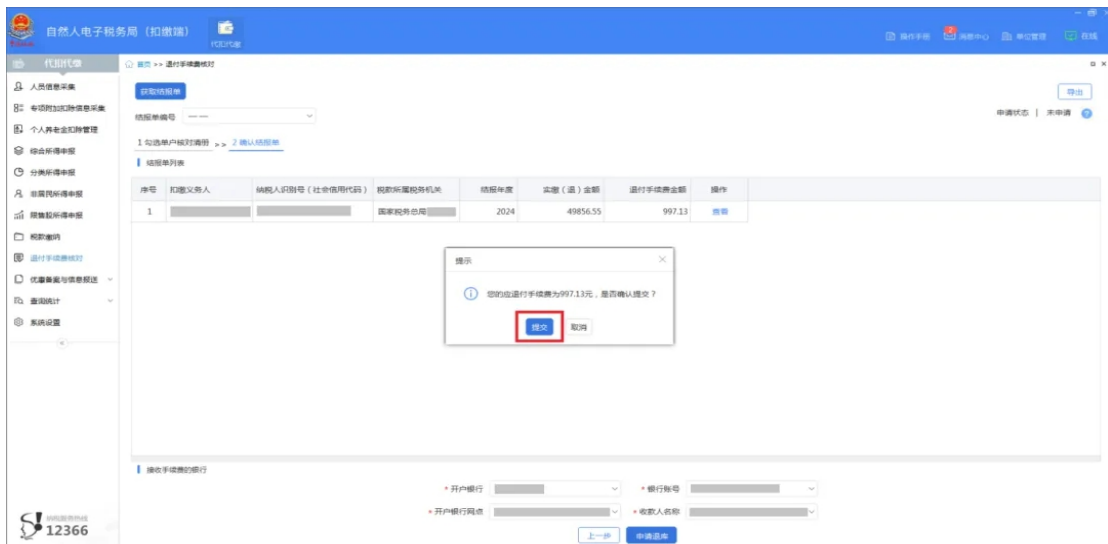 自然人电子税务局（扣缴端）
代扣代缴
操作手册
2
消息中心
单位管理
在线
代扣代缴
首页 >> 退付手续费核对
人员信息采集
专项附加扣除信息采集
个人养老金扣除管理
综合所得申报
分类所得申报
非居民所得申报
限售股所得申报
税款缴纳
退付手续费核对
优惠备案与信息报送
查询统计
系统设置
纳税服务热线
12366
获取结报单
导出
结报单编号 — —
申请状态 | 未申请 ?
1 勾选单户核对清册 >> 2 确认结报单
结报单列表
序号 扣缴义务人 纳税人识别号（社会信用代码） 税款所属税务机关 结报年度 实缴（退）金额 退付手续费金额 操作
1 国家税务总局 2024 49856.55 997.13 查看
提示
您的应退付手续费为997.13元，是否确认提交？
提交 取消
接收手续费的银行
* 开户银行 * 银行账号
* 开户银行网点 * 收款人名称
上一步 申请退库